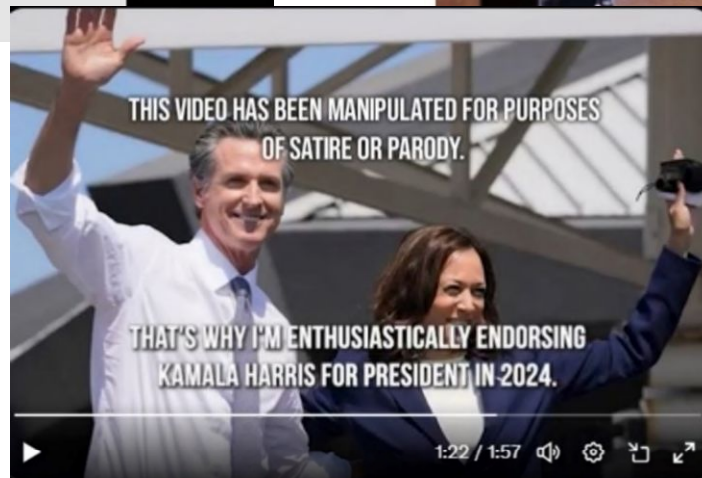 THIS VIDEO HAS BEEN MANIPULATED FOR PURPOSES
OF SATIRE OR PARODY.
THAT'S WHY I'M ENTHUSIASTICALLY ENDORSING
KAMALA HARRIS FOR PRESIDENT IN 2024.
1:22 / 1:57